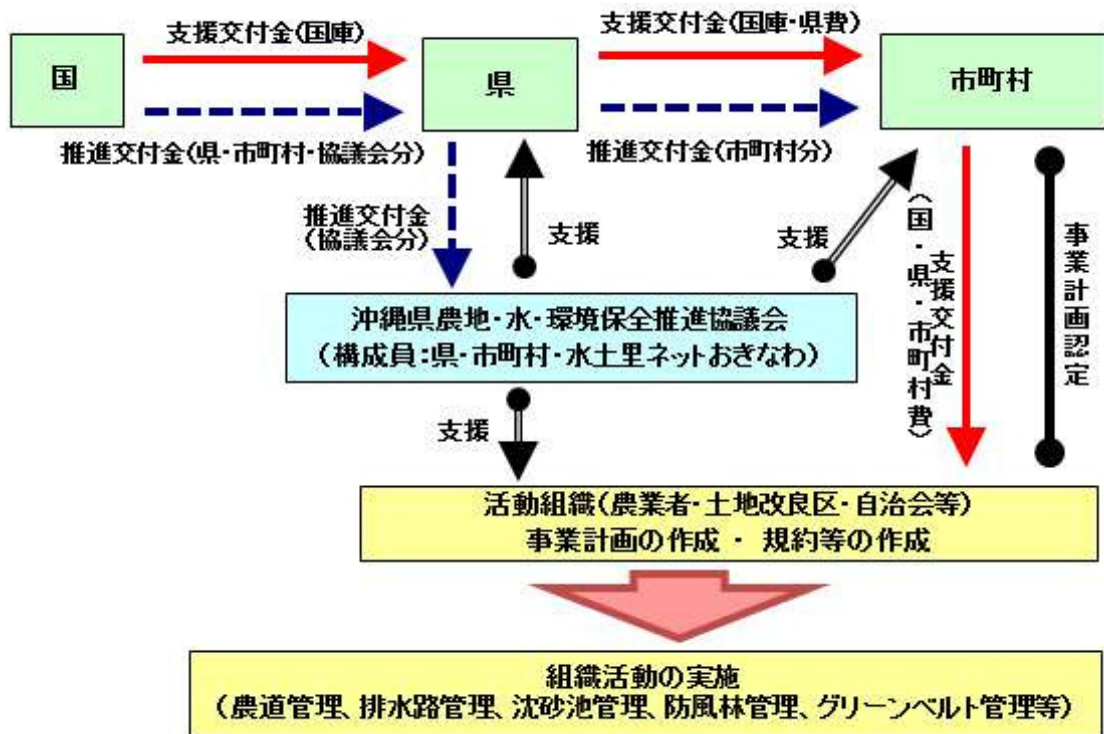 支援交付金(国庫)
支援交付金(国庫・県費)
国
県
市町村
推進交付金(県・市町村・協議会分)
推進交付金(市町村分)
推進交付金
(協議会分)
支援
支援
支援交付金
(国・県・市町村費)
事業計画認定
沖縄県農地・水・環境保全推進協議会
(構成員:県・市町村・水土里ネットおきなわ)
支援
活動組織(農業者・土地改良区・自治会等)
事業計画の作成 ・ 規約等の作成
組織活動の実施
(農道管理、排水路管理、沈砂池管理、防風林管理、グリーンベルト管理等)